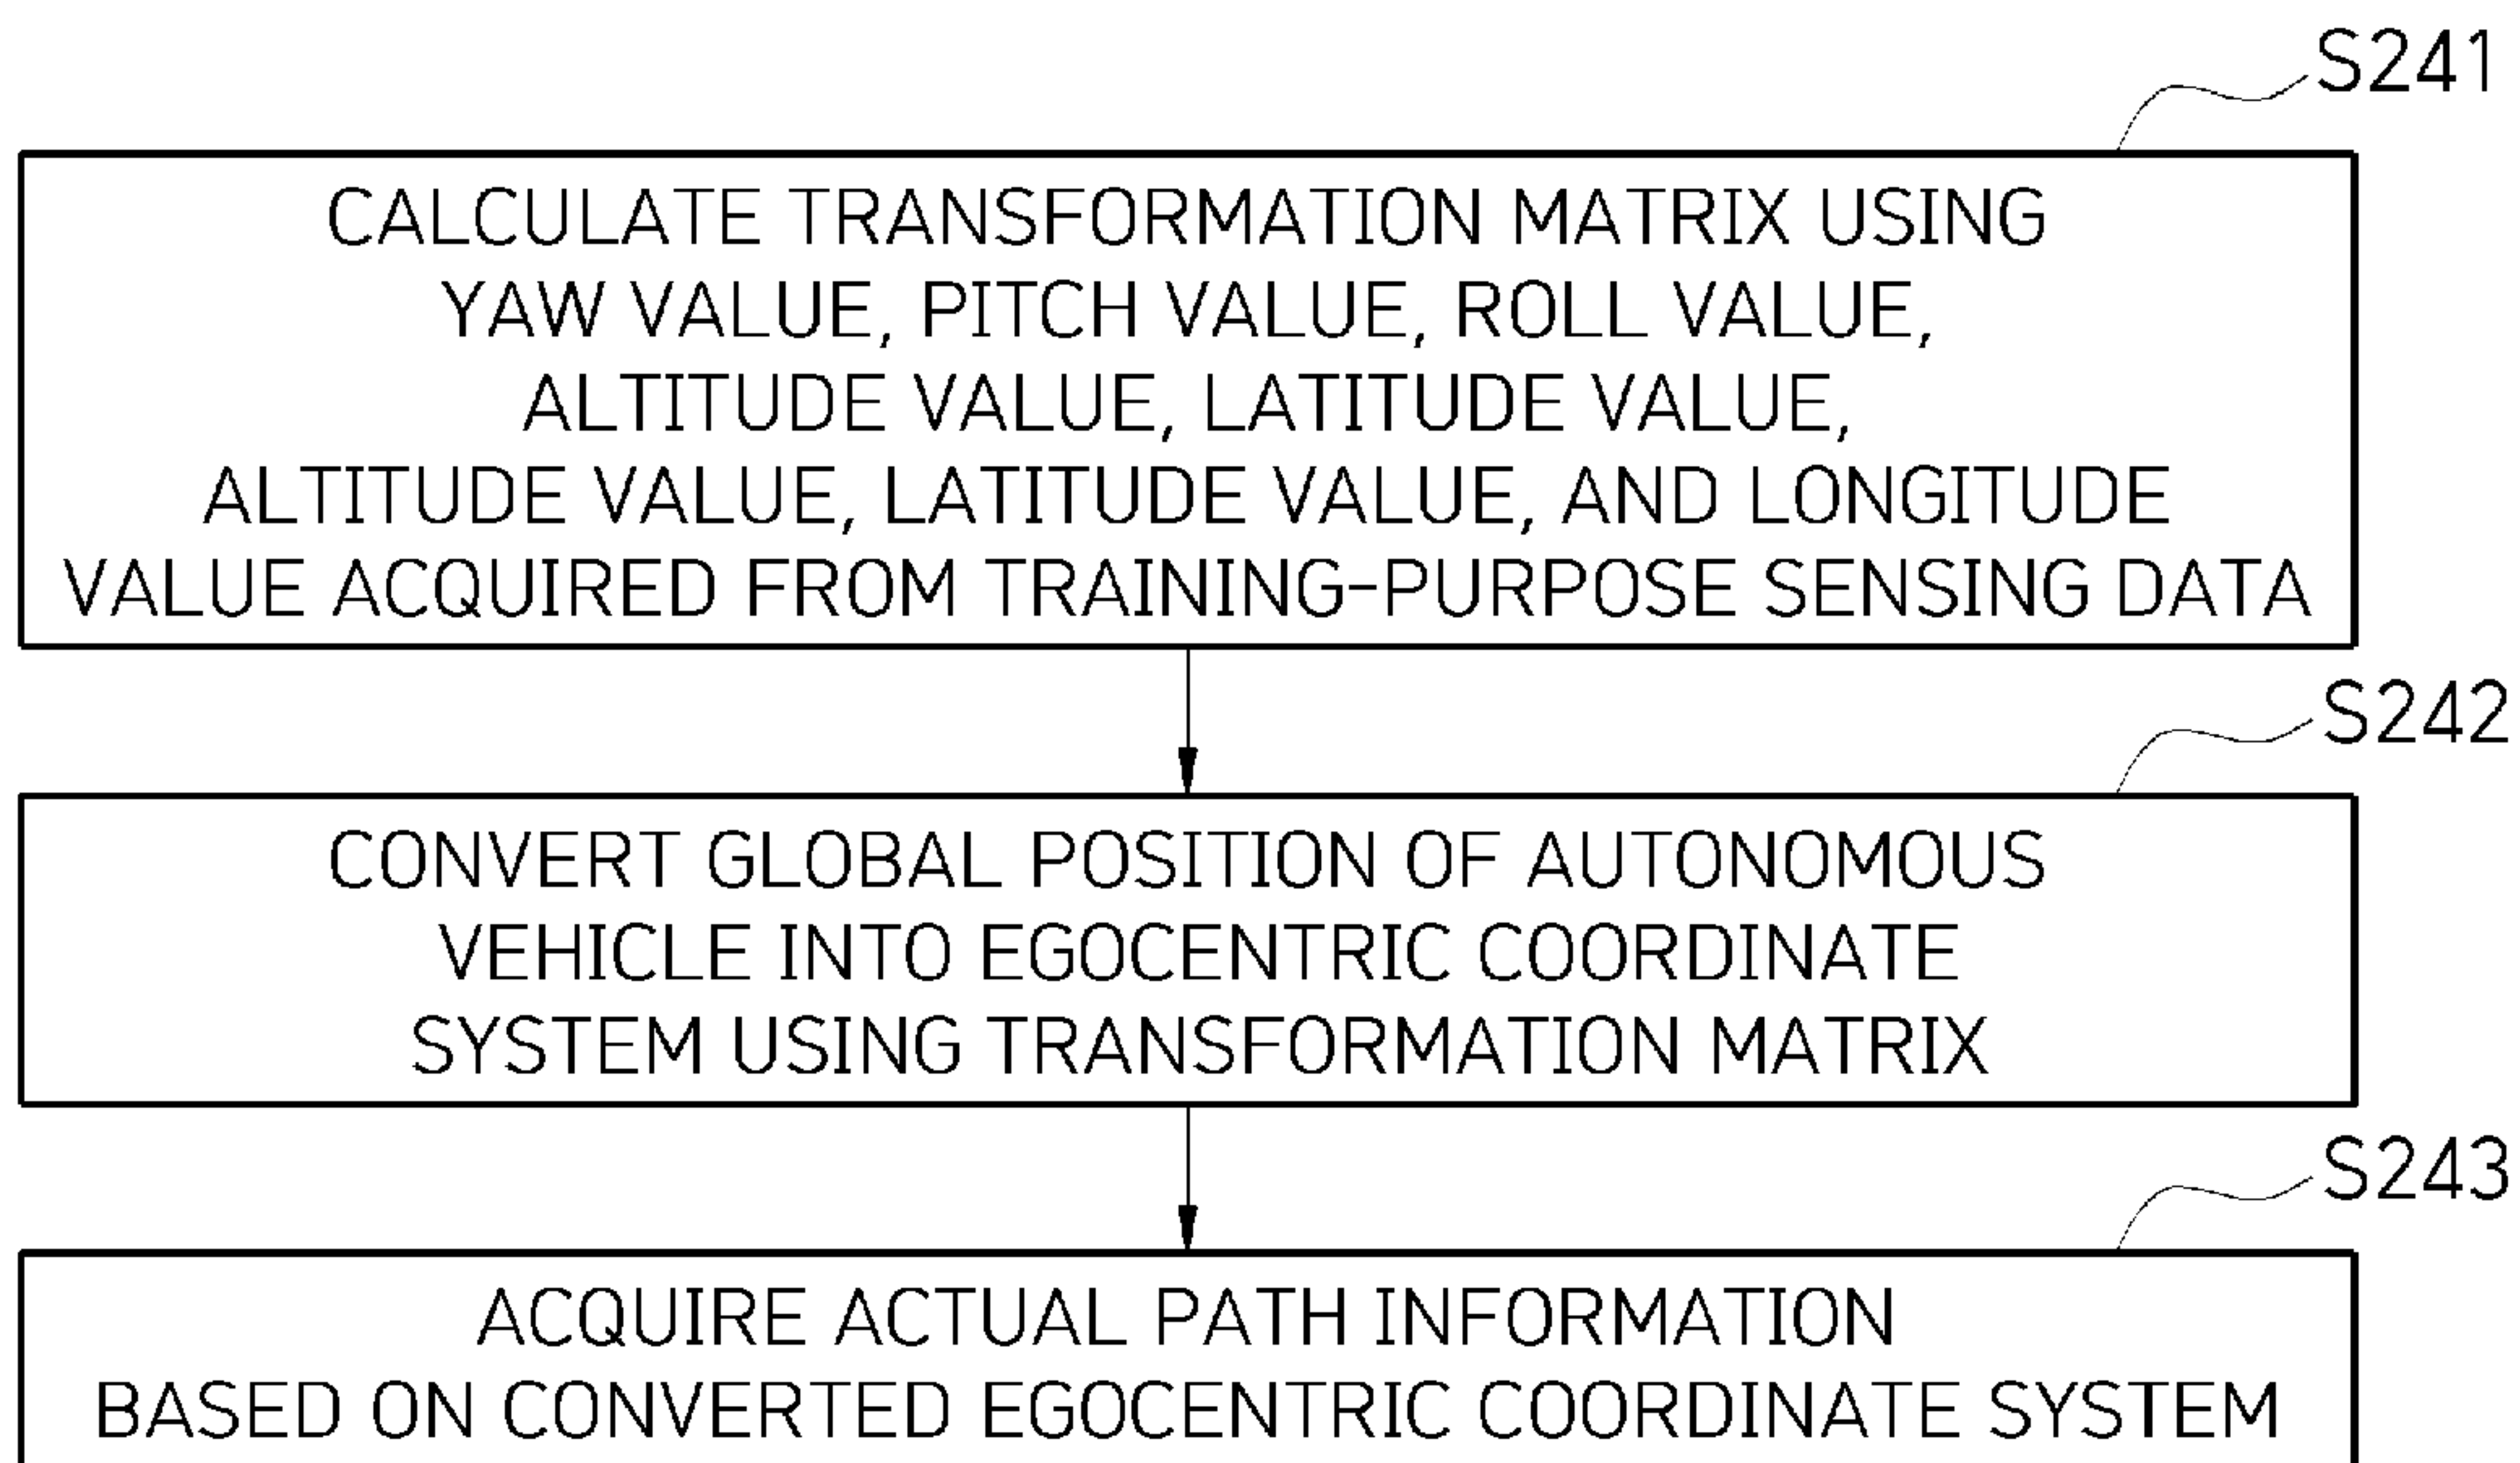 S241
CALCULATE TRANSFORMATION MATRIX USING
YAW VALUE, PITCH VALUE, ROLL VALUE,
ALTITUDE VALUE, LATITUDE VALUE,
ALTITUDE VALUE, LATITUDE VALUE, AND LONGITUDE
VALUE ACQUIRED FROM TRAINING-PURPOSE SENSING DATA
S242
CONVERT GLOBAL POSITION OF AUTONOMOUS
VEHICLE INTO EGOCENTRIC COORDINATE
SYSTEM USING TRANSFORMATION MATRIX
S243
ACQUIRE ACTUAL PATH INFORMATION
BASED ON CONVERTED EGOCENTRIC COORDINATE SYSTEM